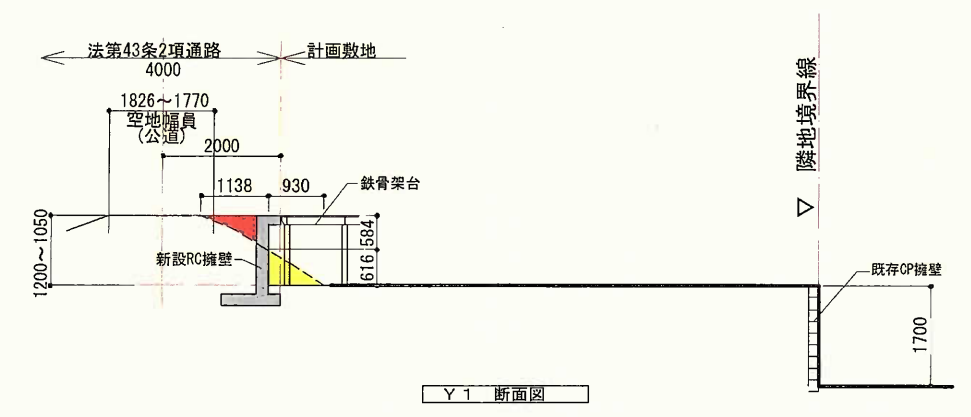 法第43条2項通路
計画敷地
4000
1826～1770
空地幅員
(公道)
2000
1138
930
鉄骨架台
隣地境界線
1200～1050
584
616
新設RC擁壁
既存CP擁壁
1700
Y1 断面図